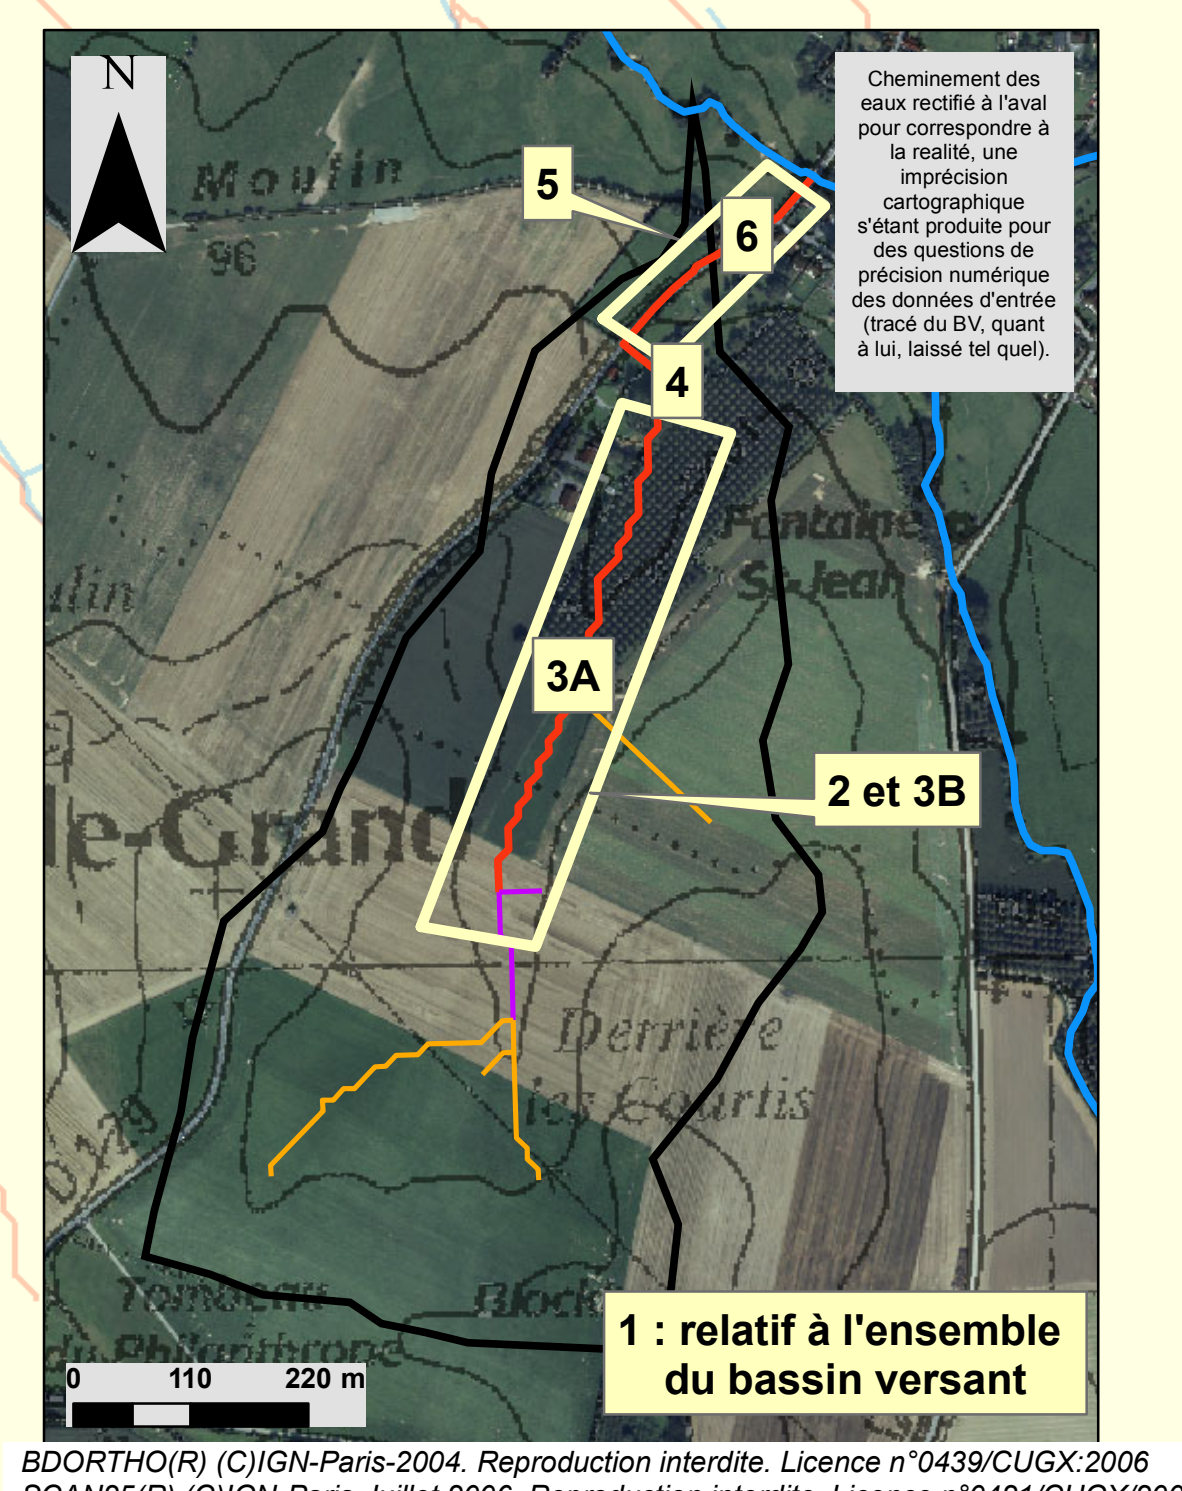 N
Cheminement des
eaux rectifié à l'aval
pour correspondre à
la realité, une
imprécision
cartographique
s'étant produite pour
des questions de
précision numérique
des données d'entrée
(tracé du BV, quant
à lui, laissé tel quel).
Moulin
96
5
6
4
Fontaine
St Jean
3A
2 et 3B
le-Grand
Derrière
les Courtis
Tombeau
du Philanthrope
1 : relatif à l'ensemble
du bassin versant
0 110 220 m
BDORTHO(R) (C)IGN-Paris-2004. Reproduction interdite. Licence n°0439/CUGX:2006